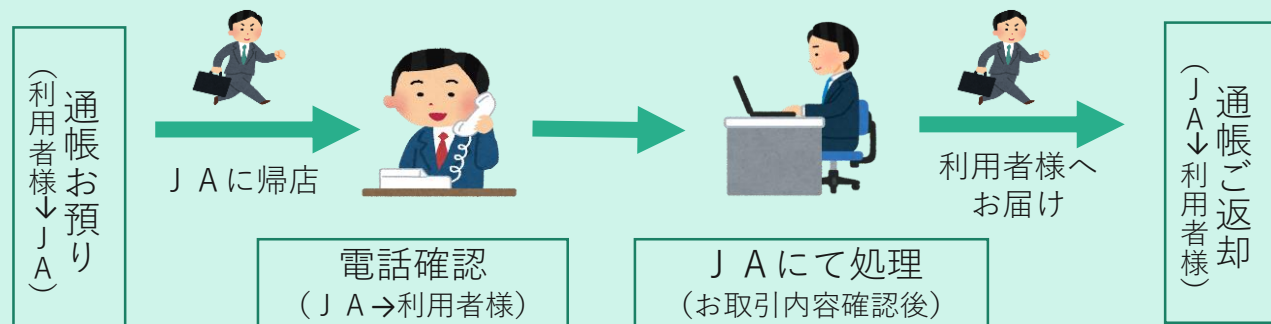 通帳お預り
（利用者様→ＪＡ）
ＪＡに帰店
電話確認
（ＪＡ→利用者様）
ＪＡにて処理
（お取引内容確認後）
利用者様へ
お届け
通帳ご返却
（ＪＡ→利用者様）